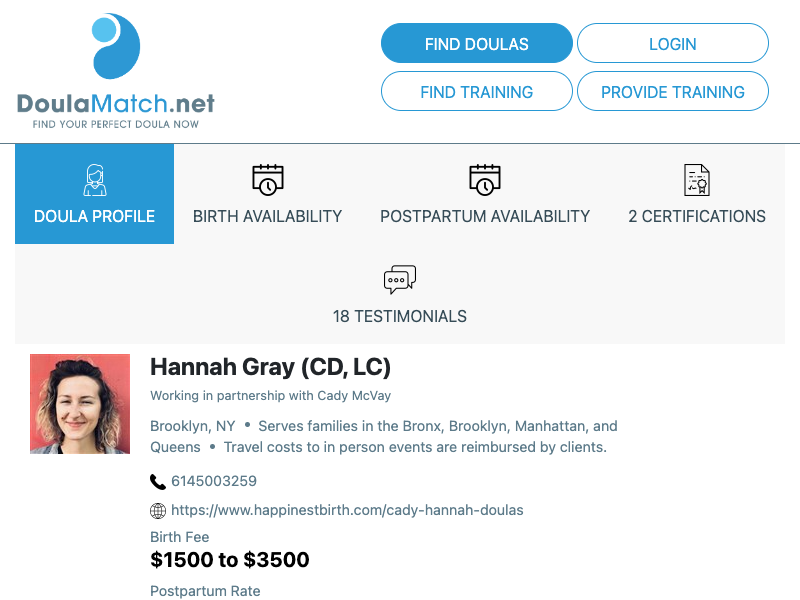 DoulaMatch.net
FIND YOUR PERFECT DOULA NOW
FIND DOULAS
LOGIN
FIND TRAINING
PROVIDE TRAINING
DOULA PROFILE
BIRTH AVAILABILITY
POSTPARTUM AVAILABILITY
2 CERTIFICATIONS
18 TESTIMONIALS
Hannah Gray (CD, LC)
Working in partnership with Cady McVay
Brooklyn, NY • Serves families in the Bronx, Brooklyn, Manhattan, and
Queens • Travel costs to in person events are reimbursed by clients.
6145003259
https://www.happinestbirth.com/cady-hannah-doulas
Birth Fee
$1500 to $3500
Postpartum Rate